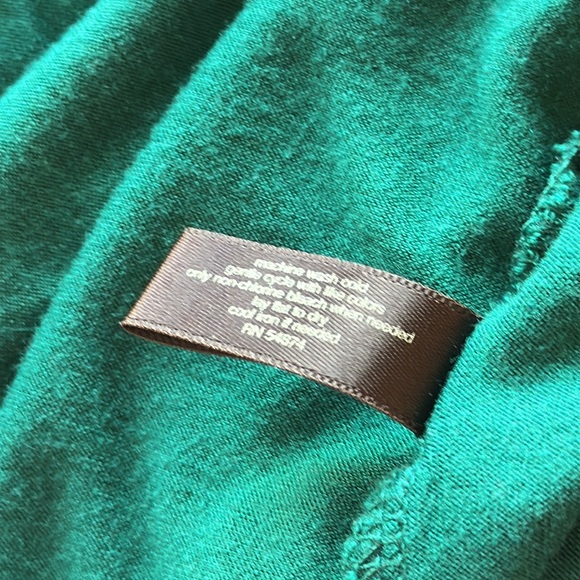 machine wash cold,
gentle cycle with like colors
only non-chlorine bleach when needed
lay flat to dry
cool iron if needed
RN 54874